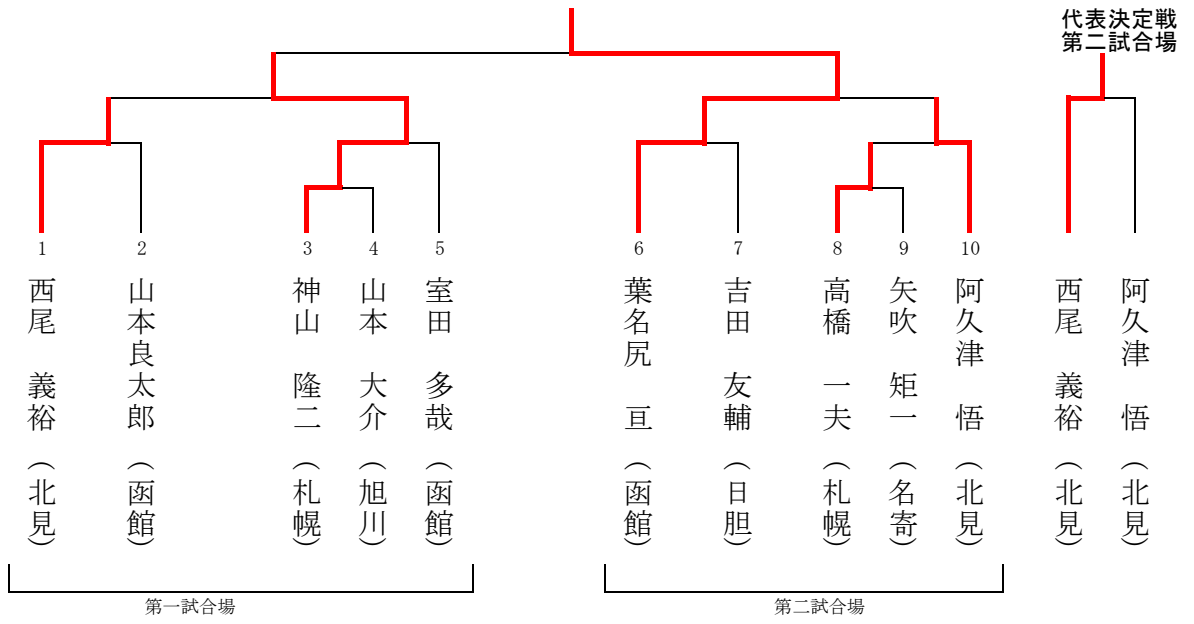 代表決定戦
第二試合場
1
2
3
4
5
6
7
8
9
10
西尾 義裕 （北見）
山本良太郎 （函館）
神山 隆二 （札幌）
山本 大介 （旭川）
室田 多哉 （函館）
葉名尻 亘 （函館）
吉田 友輔 （日胆）
高橋 一夫 （札幌）
矢吹 矩一 （名寄）
阿久津 悟 （北見）
西尾 義裕 （北見）
阿久津 悟 （北見）
第一試合場
第二試合場